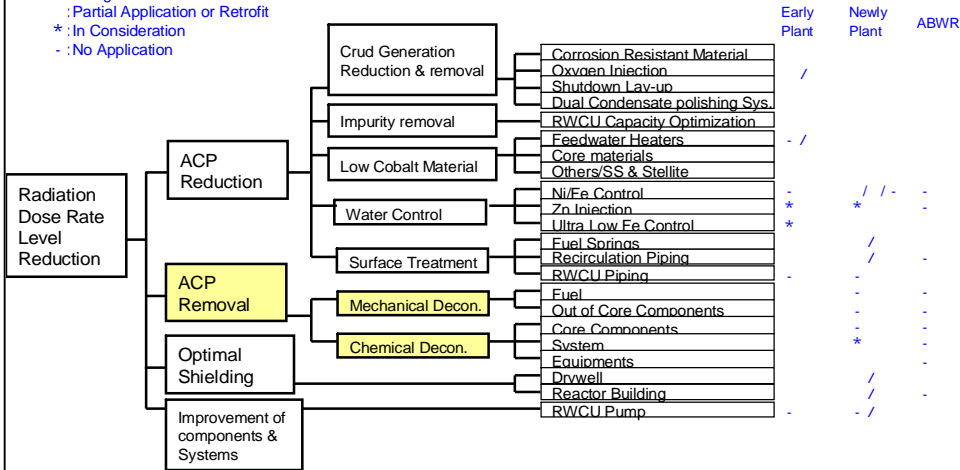 :Partial Application or Retrofit
* :In Consideration
- :No Application
Early Plant
Newly Plant
ABWR
Radiation
Dose Rate
Level
Reduction
ACP
Reduction
Crud Generation
Reduction & removal
Corrosion Resistant Material
Oxygen Injection
/
Shutdown Lay-up
Dual Condensate polishing Sys.
Impurity removal
RWCU Capacity Optimization
Low Cobalt Material
Feedwater Heaters
- /
Core materials
Others/SS & Stellite
Water Control
Ni/Fe Control
- / / - -
Zn Injection
* * -
Ultra Low Fe Control
*
Surface Treatment
Fuel Springs
/
Recirculation Piping
/ -
RWCU Piping
- -
ACP
Removal
Mechanical Decon.
Fuel
- -
Out of Core Components
- -
Chemical Decon.
Core Components
- -
System
* -
Equipments
-
Optimal
Shielding
Drywell
/
Reactor Building
/ -
Improvement of
components &
Systems
RWCU Pump
- - /